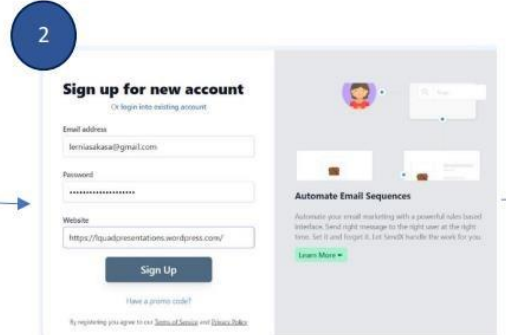 2
Sign up for new account
Or login into existing account
Email address
lerniasakasa@gmail.com
Password
Website
https://lquadpresentations.wordpress.com/
Sign Up
Have a promo code?
By registering you agree to our Terms of Service and Privacy Policy
Automate Email Sequences
Automate your email marketing with a powerful rules based
interface. Send right message to the right user at the right
time. Set it and forget it. Let SendX handle the work for you.
Learn More